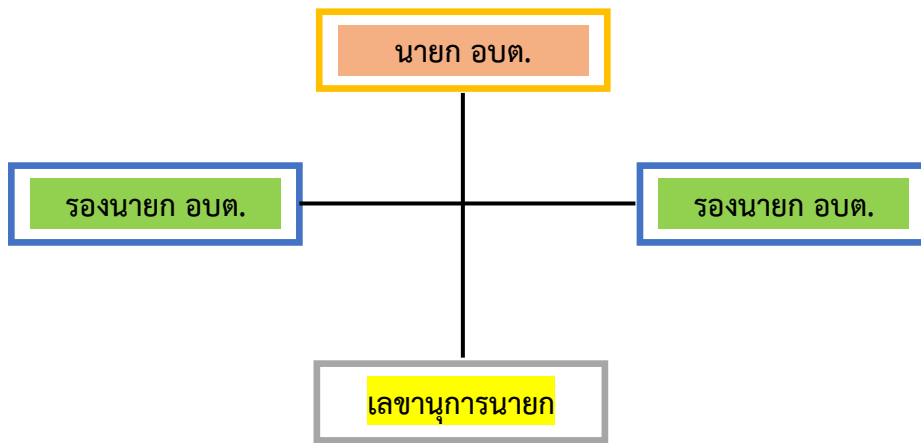 นายก อบต.
รองนายก อบต.
รองนายก อบต.
เลขานุการนายก